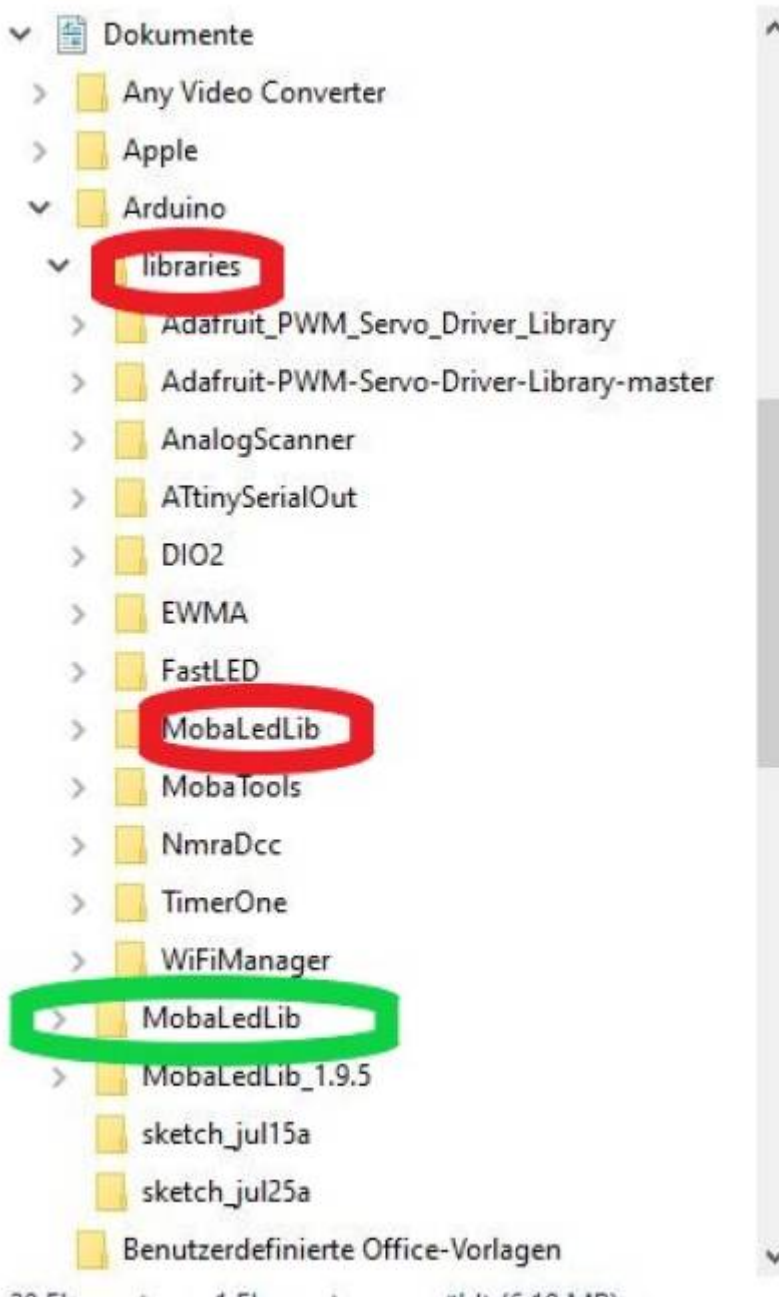 Dokumente
Any Video Converter
Apple
Arduino
libraries
Adafruit_PWM_Servo_Driver_Library
Adafruit-PWM-Servo-Driver-Library-master
AnalogScanner
ATtinySerialOut
DIO2
EWMA
FastLED
MobaLedLib
MobaTools
NmraDcc
TimerOne
WiFiManager
MobaLedLib
MobaLedLib_1.9.5
sketch_jul15a
sketch_jul25a
Benutzerdefinierte Office-Vorlagen